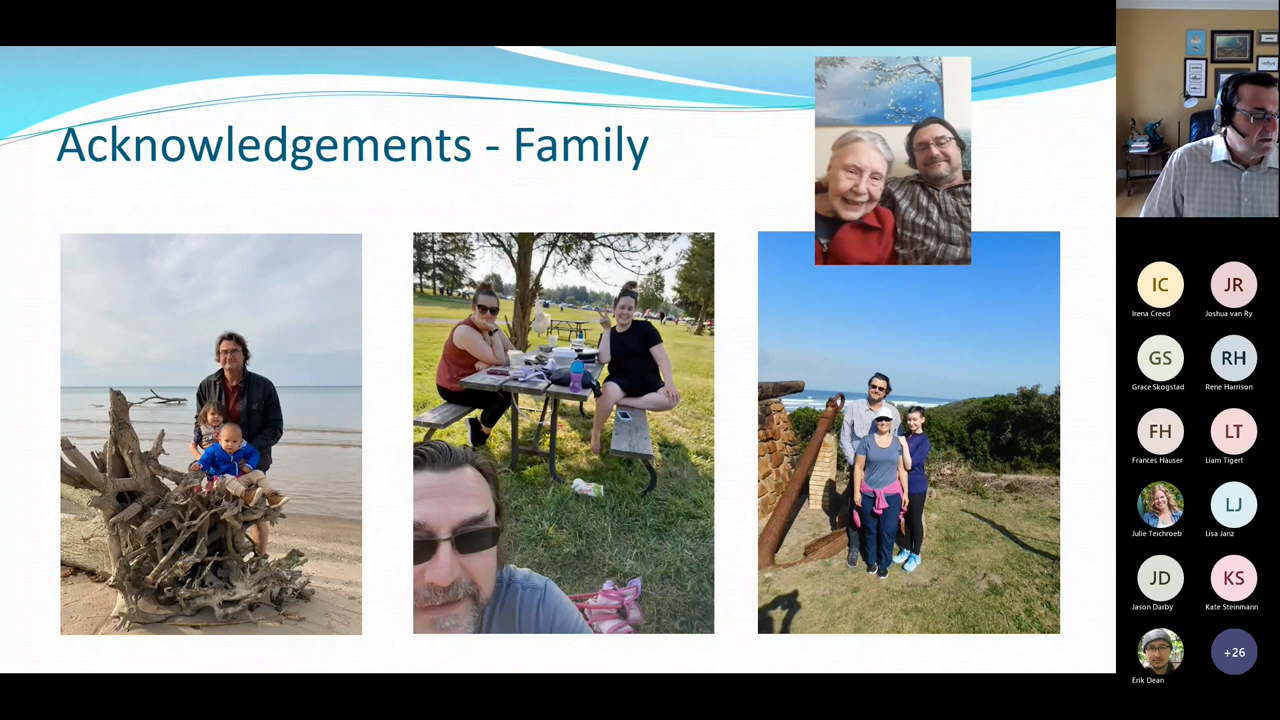 Acknowledgements - Family
IC
JR
Irena Creed
Joshua van Ry
GS
RH
Grace Skogstad
Rene Harrison
FH
LT
Frances Hauser
Liam Tigert
LJ
Julie Teichroeb
Lisa Janz
JD
KS
Jason Darby
Kate Steinmann
+26
Erik Dean